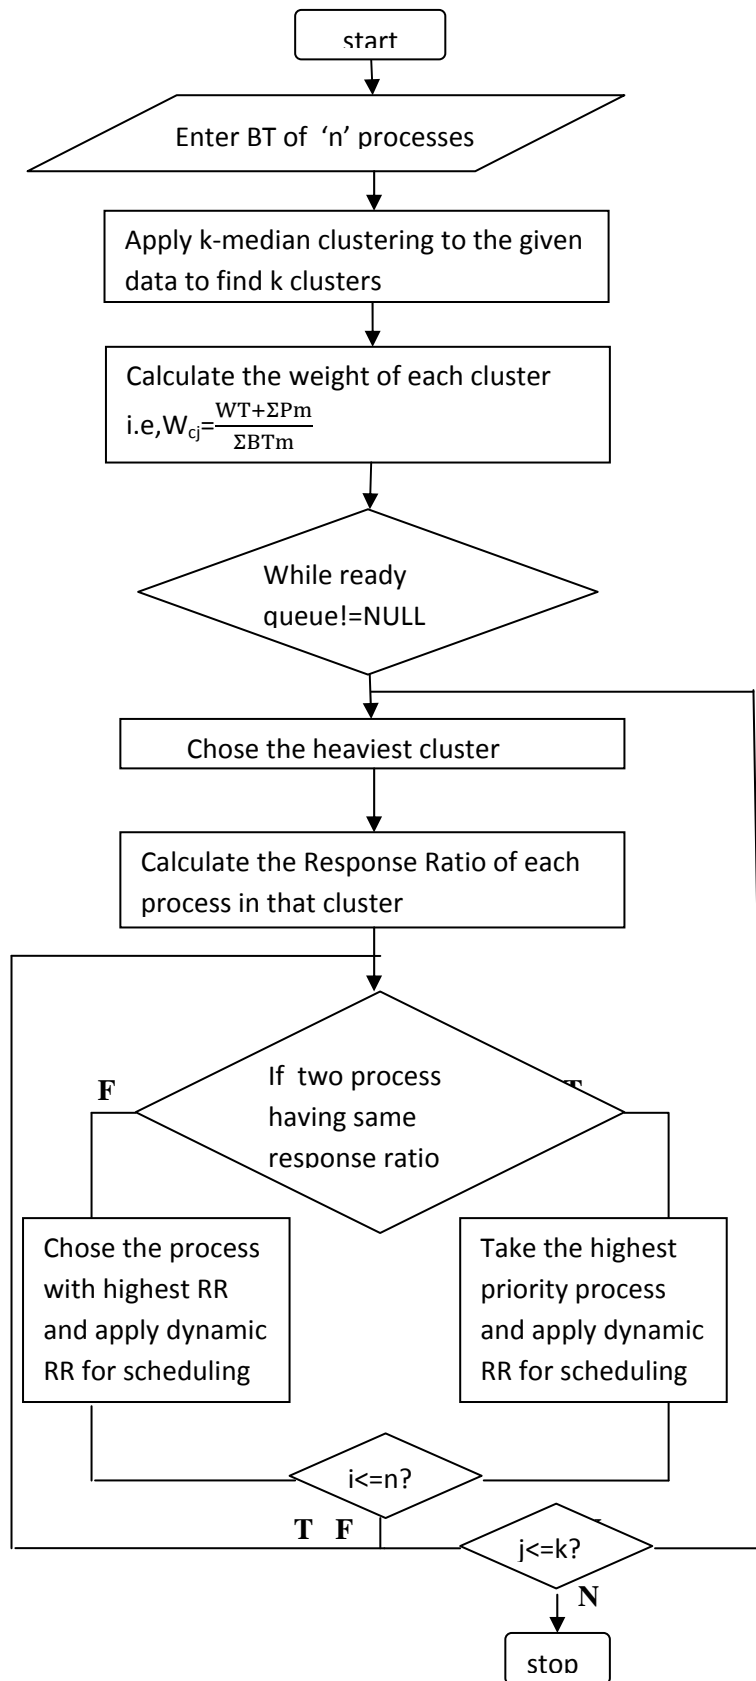 start
Enter BT of ‘n’ processes
Apply k-median clustering to the given
data to find k clusters
Calculate the weight of each cluster
i.e,Wcj=WT+ΣPm/ΣBTm
While ready
queue!=NULL
Chose the heaviest cluster
Calculate the Response Ratio of each
process in that cluster
F
T
If two process
having same
response ratio
Chose the process
with highest RR
and apply dynamic
RR for scheduling
Take the highest
priority process
and apply dynamic
RR for scheduling
i<=n?
T F
j<=k?
N
stop